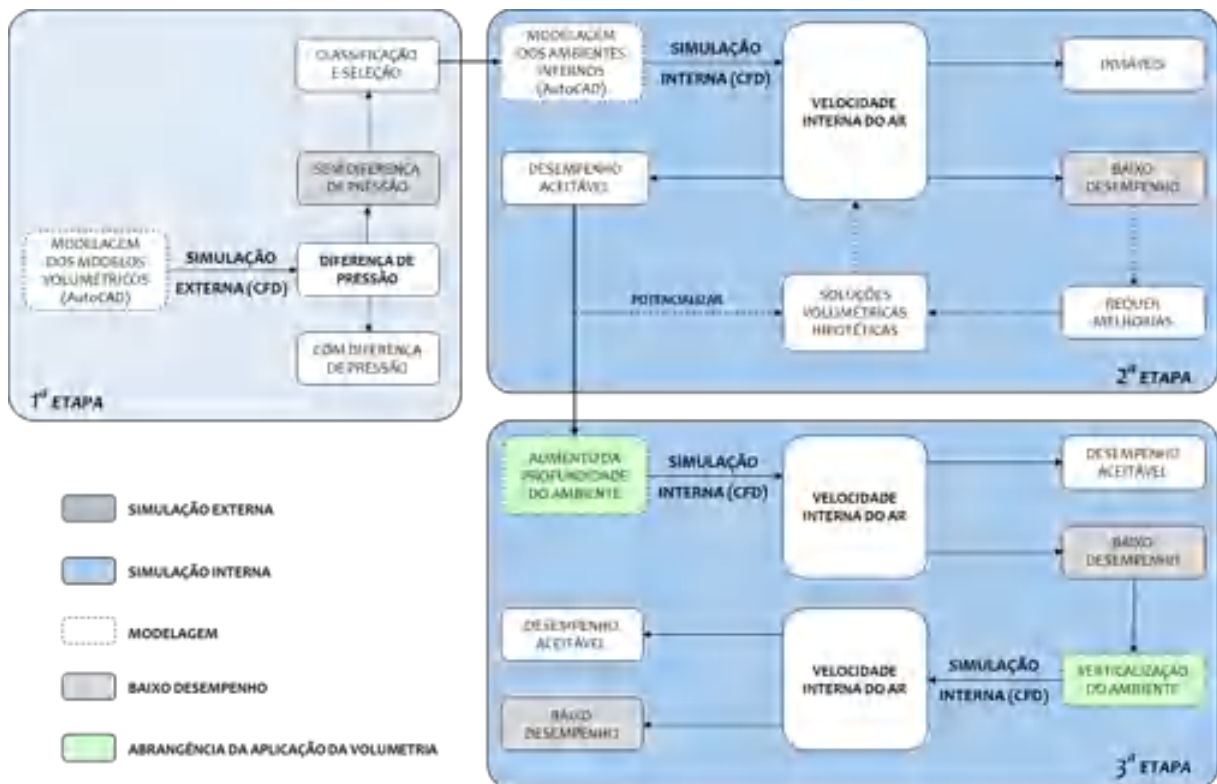 CLASSIFICAÇÃO
E SELEÇÃO
SEM DIFERENÇA
DE PRESSÃO
MODELAGEM
DOS MODELOS
VOLUMÉTRICOS
(AutoCAD)
SIMULAÇÃO
EXTERNA (CFD)
DIFERENÇA DE
PRESSÃO
COM DIFERENÇA
DE PRESSÃO
1ª ETAPA
MODELAGEM
DOS AMBIENTES
INTERNOS
(AutoCAD)
SIMULAÇÃO
INTERNA (CFD)
VELOCIDADE
INTERNA DO AR
INVIÁVEIS
DESEMPENHO
ACEITÁVEL
BAIXO
DESEMPENHO
POTENCIALIZAR
SOLUÇÕES
VOLUMÉTRICAS
HIPOTÉTICAS
REQUER
MELHORIAS
2ª ETAPA
AUMENTO DA
PROFUNDIDADE
DO AMBIENTE
SIMULAÇÃO
INTERNA (CFD)
VELOCIDADE
INTERNA DO AR
DESEMPENHO
ACEITÁVEL
BAIXO
DESEMPENHO
DESEMPENHO
ACEITÁVEL
VELOCIDADE
INTERNA DO AR
SIMULAÇÃO
INTERNA (CFD)
VERTICALIZAÇÃO
DO AMBIENTE
BAIXO
DESEMPENHO
3ª ETAPA
SIMULAÇÃO EXTERNA
SIMULAÇÃO INTERNA
MODELAGEM
BAIXO DESEMPENHO
ABRANGÊNCIA DA APLICAÇÃO DA VOLUMETRIA